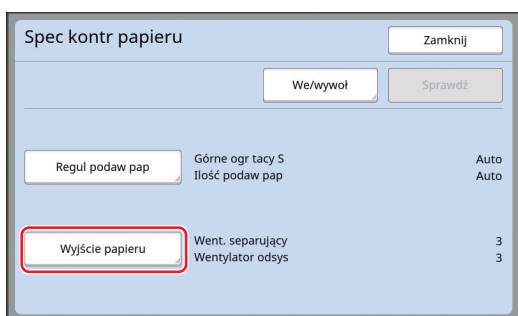 Spec kontr papieru
Zamknij
We/wywoł
Sprawdź
Regul podaw pap
Górne ogr tacy S
Auto
Ilość podaw pap
Auto
Wyjście papieru
Went. separujący
3
Wentylator odsys
3